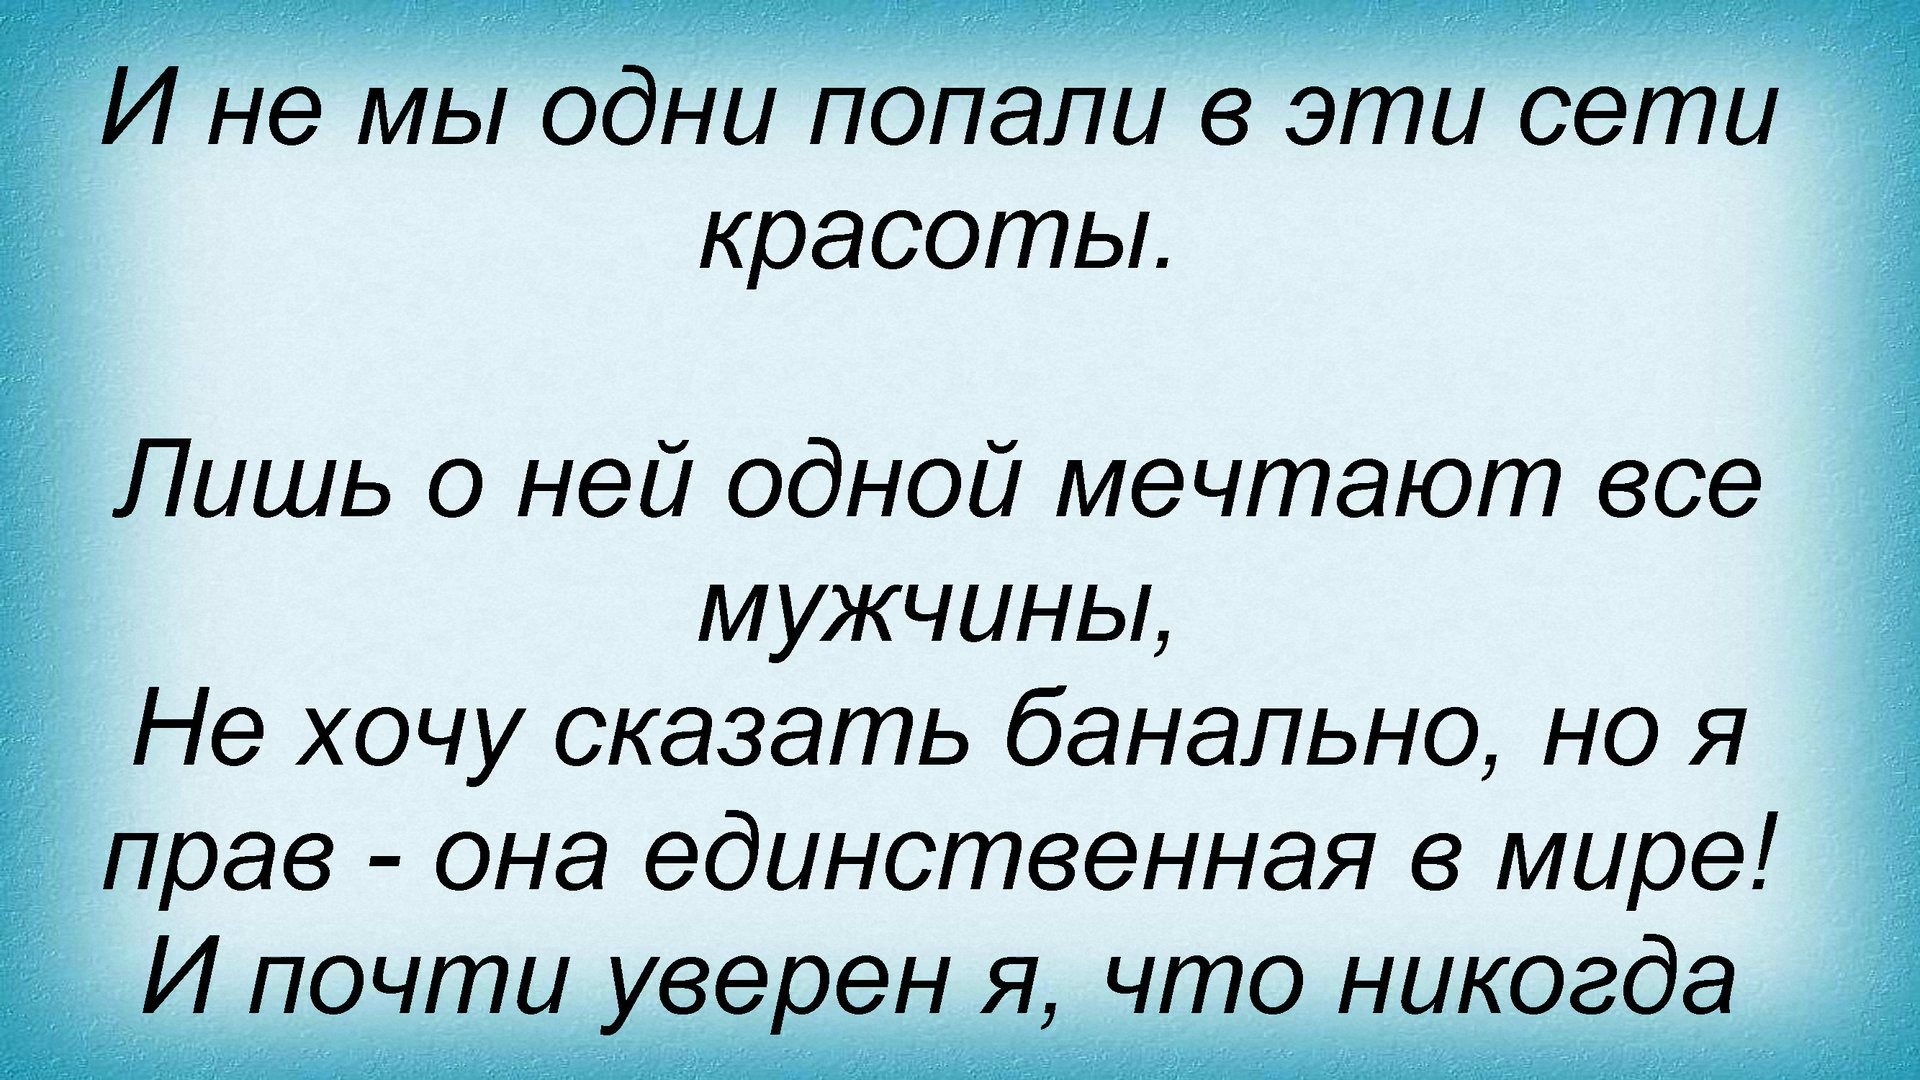 И не мы одни попали в эти сети
красоты.
Лишь о ней одной мечтают все
мужчины,
Не хочу сказать банально, но я
прав - она единственная в мире!
И почти уверен я, что никогда